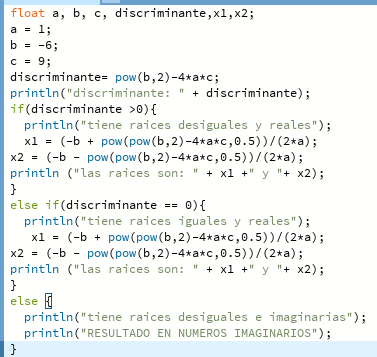 float a, b, c, discriminante,x1,x2;
a = 1;
b = -6;
c = 9;
discriminante= pow(b,2)-4*a*c;
println("discriminante: " + discriminante);
if(discriminante >0){
  println("tiene raices desiguales y reales");
  x1 = (-b + pow(pow(b,2)-4*a*c,0.5))/(2*a);
x2 = (-b - pow(pow(b,2)-4*a*c,0.5))/(2*a);
println ("las raices son: " + x1 +" y "+ x2);
}
else if(discriminante == 0){
  println("tiene raices iguales y reales");
   x1 = (-b + pow(pow(b,2)-4*a*c,0.5))/(2*a);
x2 = (-b - pow(pow(b,2)-4*a*c,0.5))/(2*a);
println ("las raices son: " + x1 +" y "+ x2);
}
else {
  println("tiene raices desiguales e imaginarias");
  println("RESULTADO EN NUMEROS IMAGINARIOS");
}